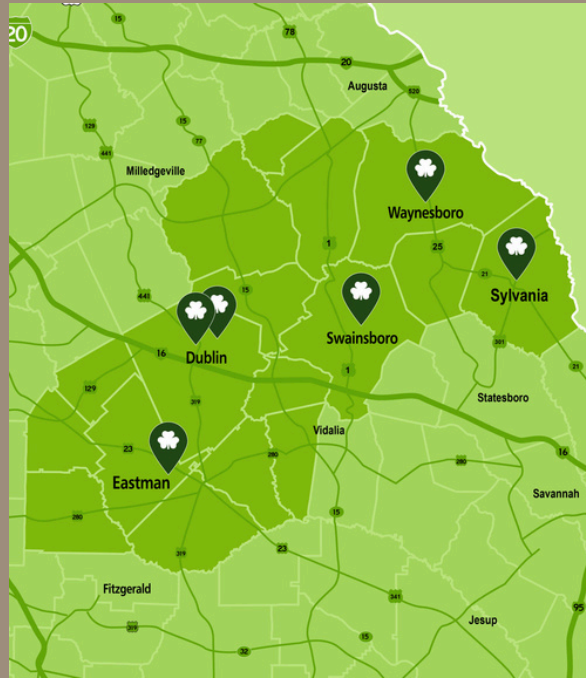 15
20
78
20
Augusta
520
129
15
77
441
Milledgeville
Waynesboro
1
25
21
Sylvania
441
15
Dublin
Swainsboro
301
16
1
21
129
319
Statesboro
Vidalia
23
280
16
280
Eastman
Savannah
280
15
319
23
Fitzgerald
341
95
Jesup
319
15
32